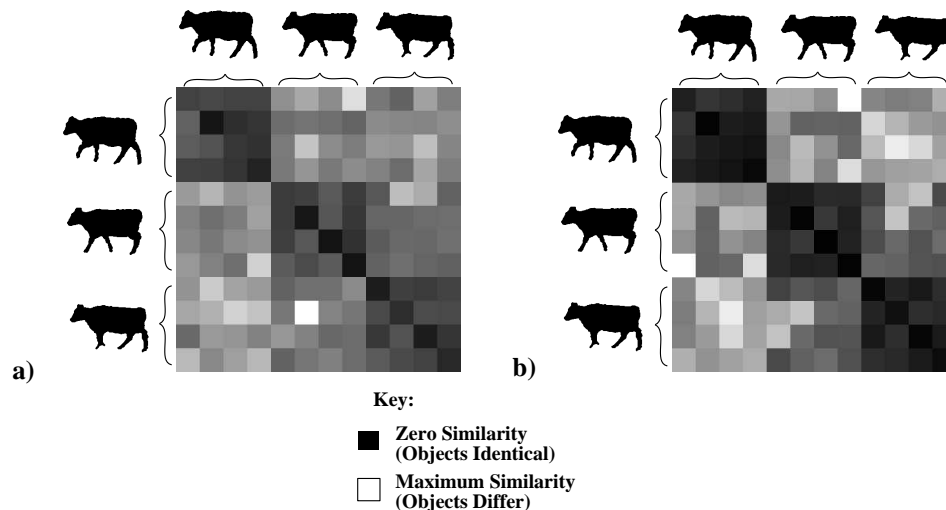 a)
b)
Key:
Zero Similarity
(Objects Identical)
Maximum Similarity
(Objects Differ)